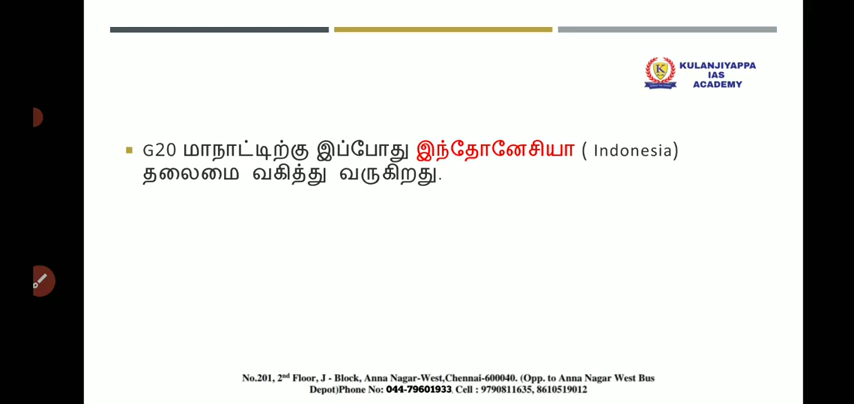 KULANJIYAPPA
IAS
ACADEMY
G20 மாநாட்டிற்கு இப்போது இந்தோனேசியா ( Indonesia)
தலைமை வகித்து வருகிறது.
No.201, 2nd Floor, J - Block, Anna Nagar-West,Chennai-600040. (Opp. to Anna Nagar West Bus
Depot)Phone No: 044-79601933. Cell : 9790811635, 8610519012